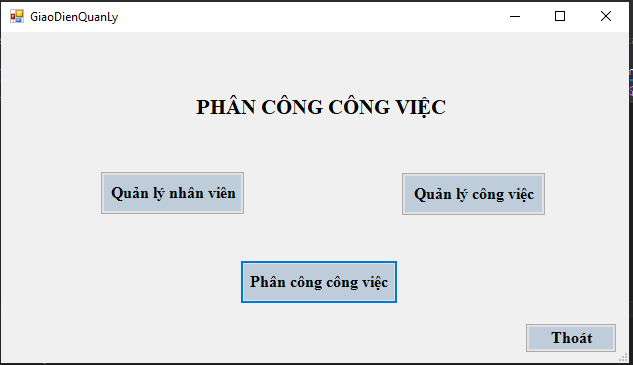 GiaoDienQuanLy
PHÂN CÔNG CÔNG VIỆC
Quản lý nhân viên
Quản lý công việc
Phân công công việc
Thoát